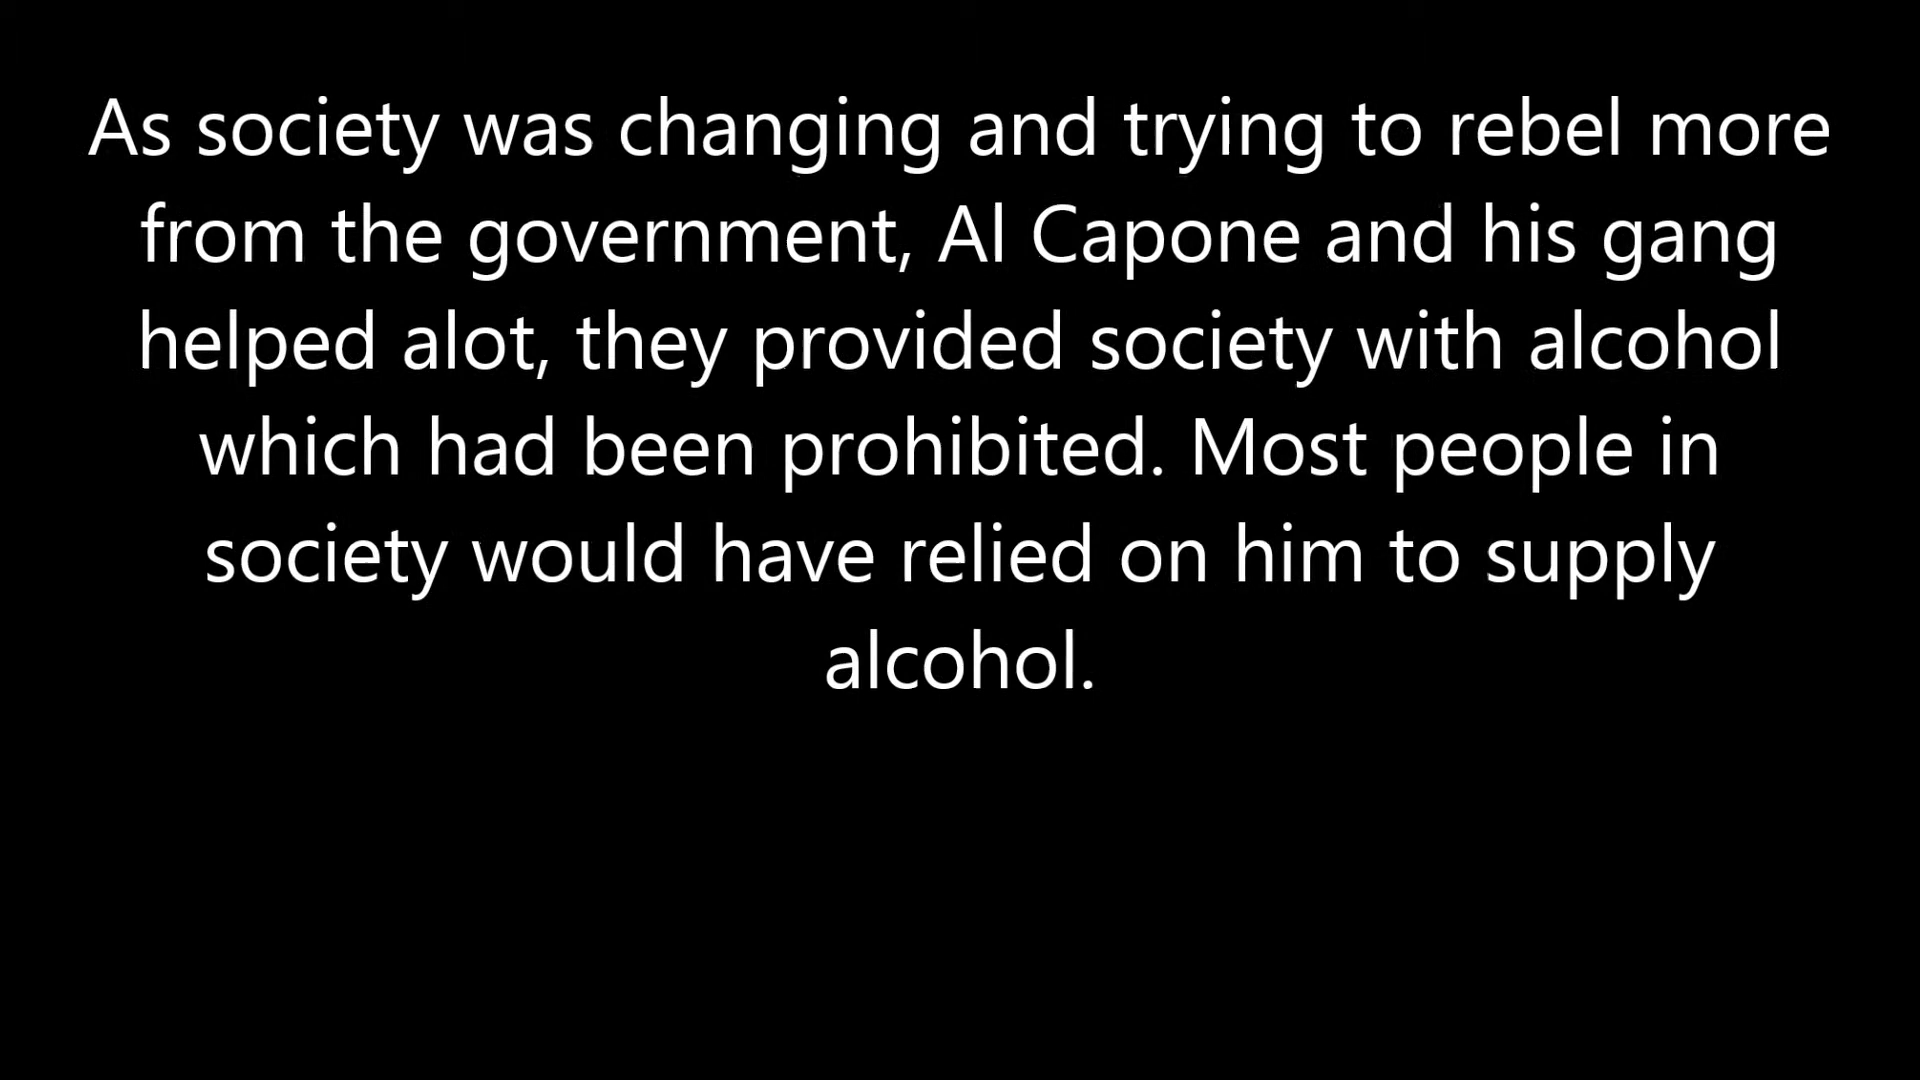 As society was changing and trying to rebel more
from the government, Al Capone and his gang
helped alot, they provided society with alcohol
which had been prohibited. Most people in
society would have relied on him to supply
alcohol.